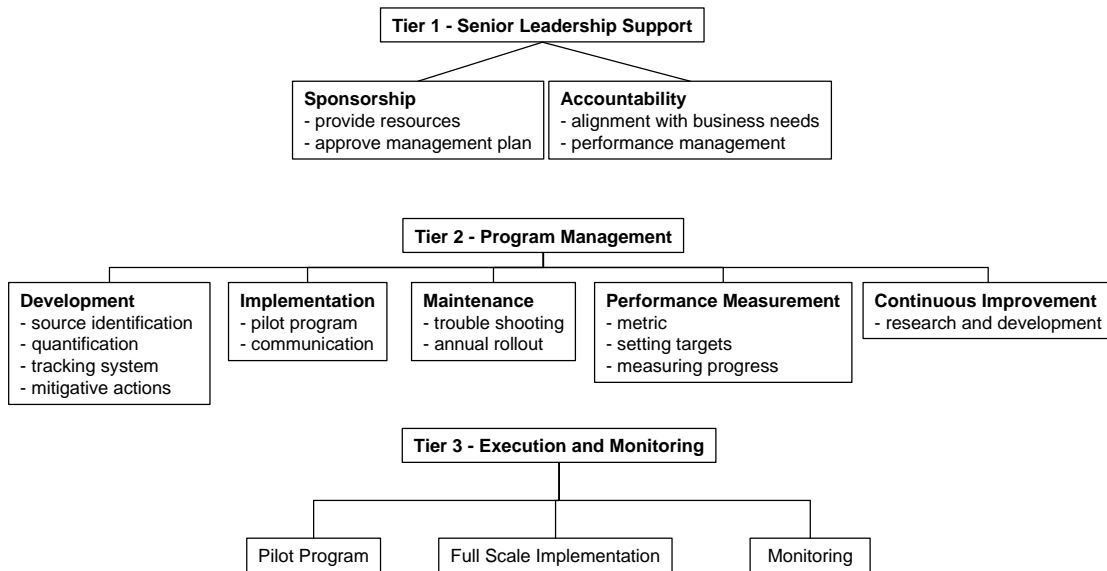 Tier 1 - Senior Leadership Support
Sponsorship
- provide resources
- approve management plan
Accountability
- alignment with business needs
- performance management
Tier 2 - Program Management
Development
- source identification
- quantification
- tracking system
- mitigative actions
Implementation
- pilot program
- communication
Maintenance
- trouble shooting
- annual rollout
Performance Measurement
- metric
- setting targets
- measuring progress
Continuous Improvement
- research and development
Tier 3 - Execution and Monitoring
Pilot Program
Full Scale Implementation
Monitoring